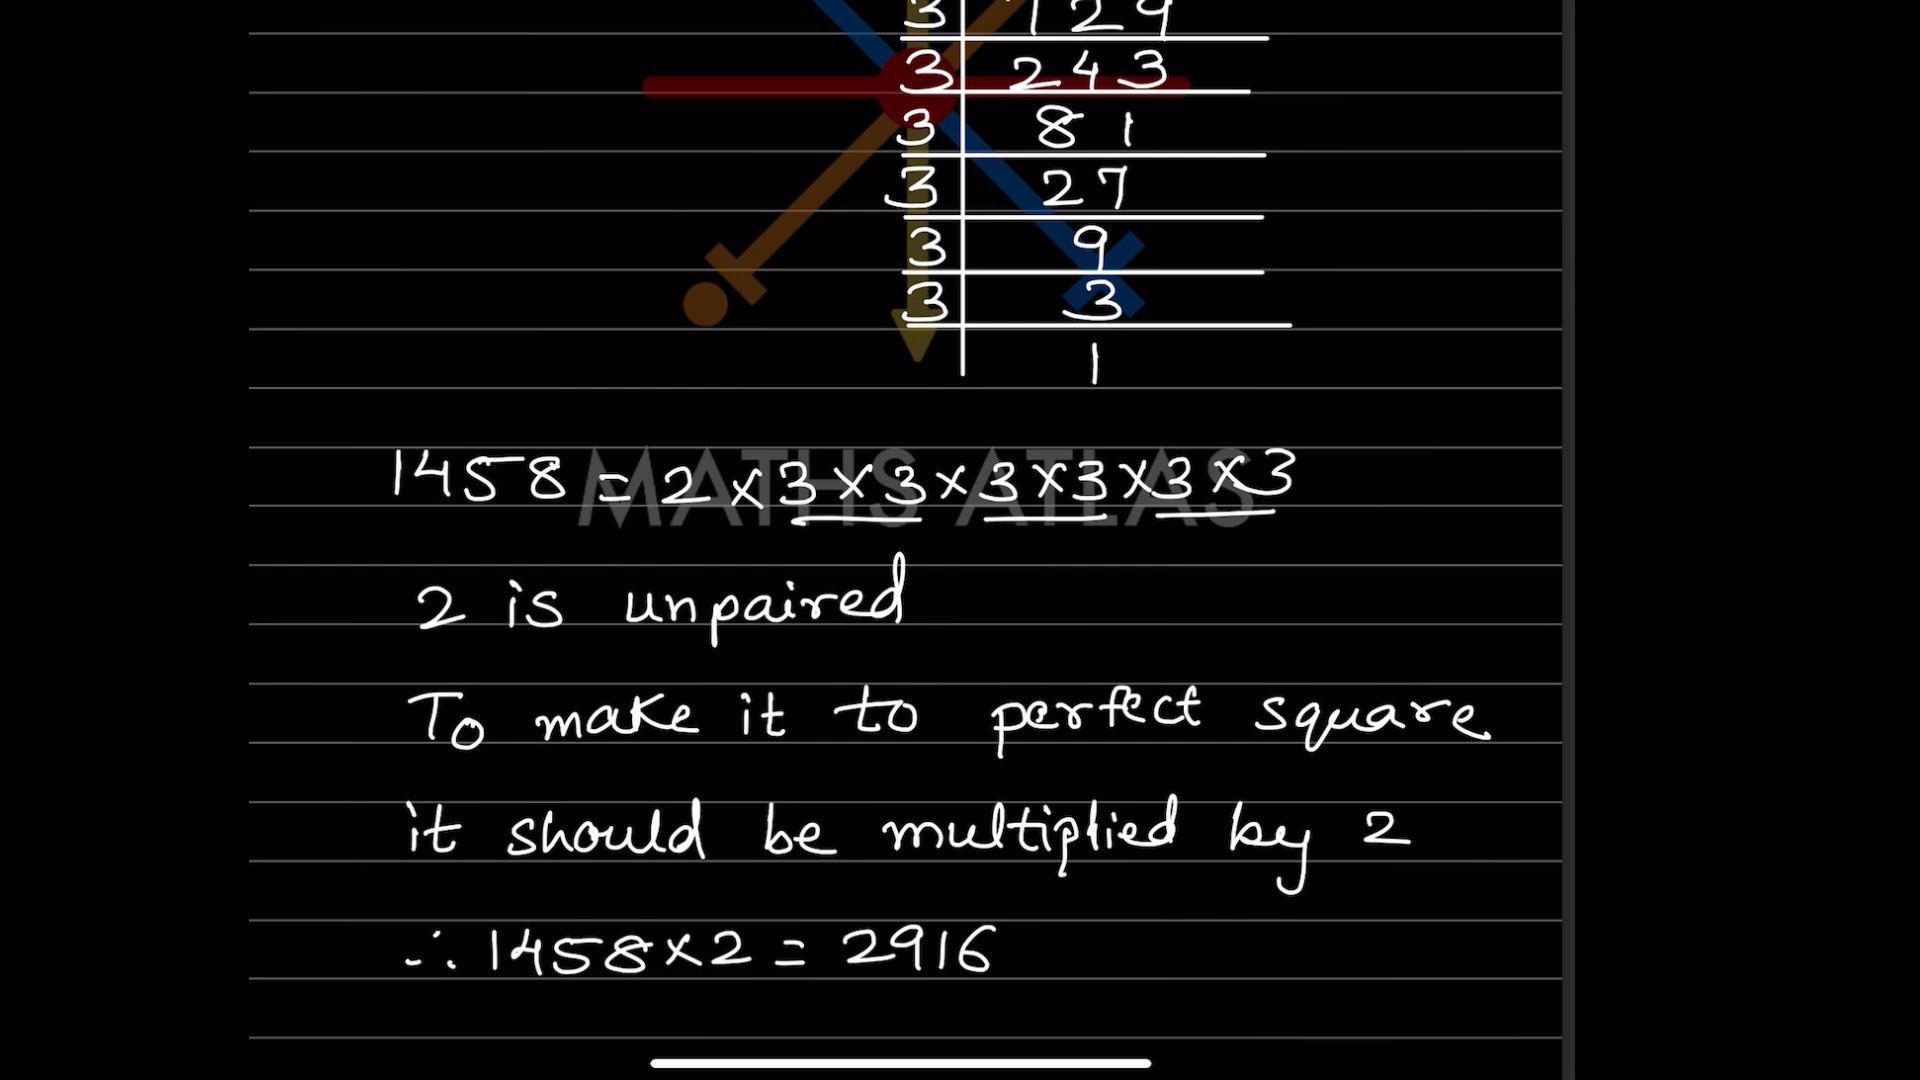 3 729
3 243
3 81
3 27
3 9
3 3
1
MATHS ATLAS
1458 = 2 × 3 × 3 × 3 × 3 × 3 × 3
2 is unpaired
To make it to perfect square
it should be multiplied by 2
∴ 1458 × 2 = 2916